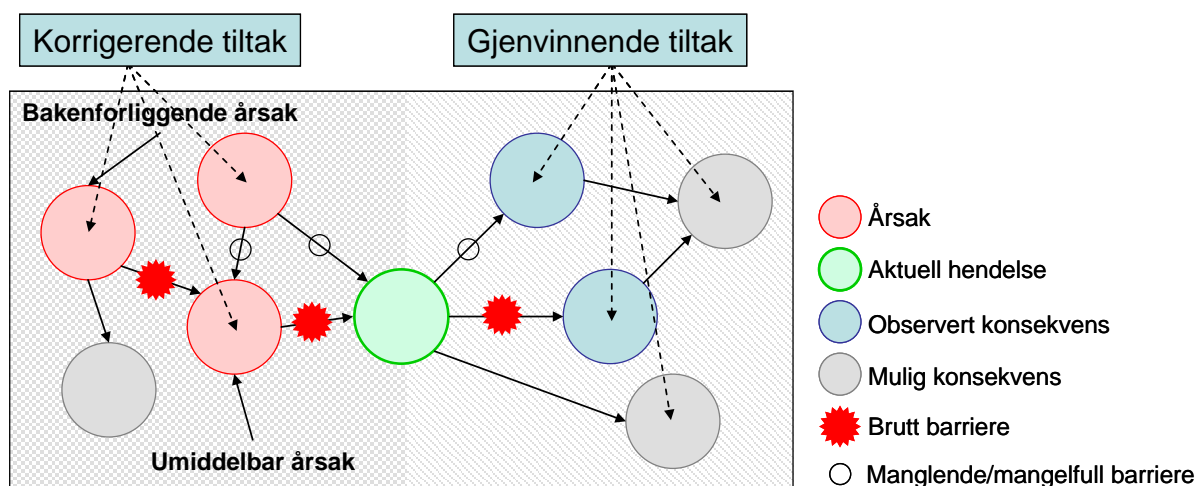 Korrigerende tiltak
Gjenvinnende tiltak
Bakenforliggende årsak
Umiddelbar årsak
Årsak
Aktuell hendelse
Observert konsekvens
Mulig konsekvens
Brutt barriere
Manglende/mangelfull barriere